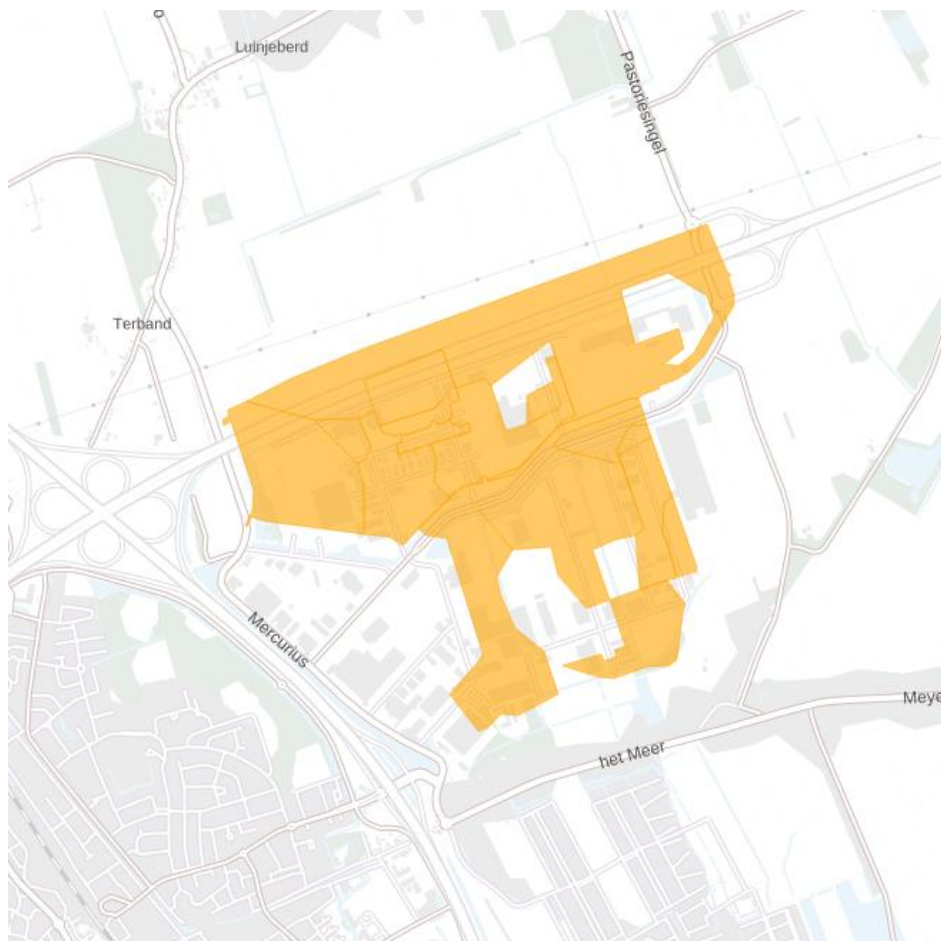 Luinjeberd
Pastoriesingel
Terband
Mercurius
het Meer
Meye